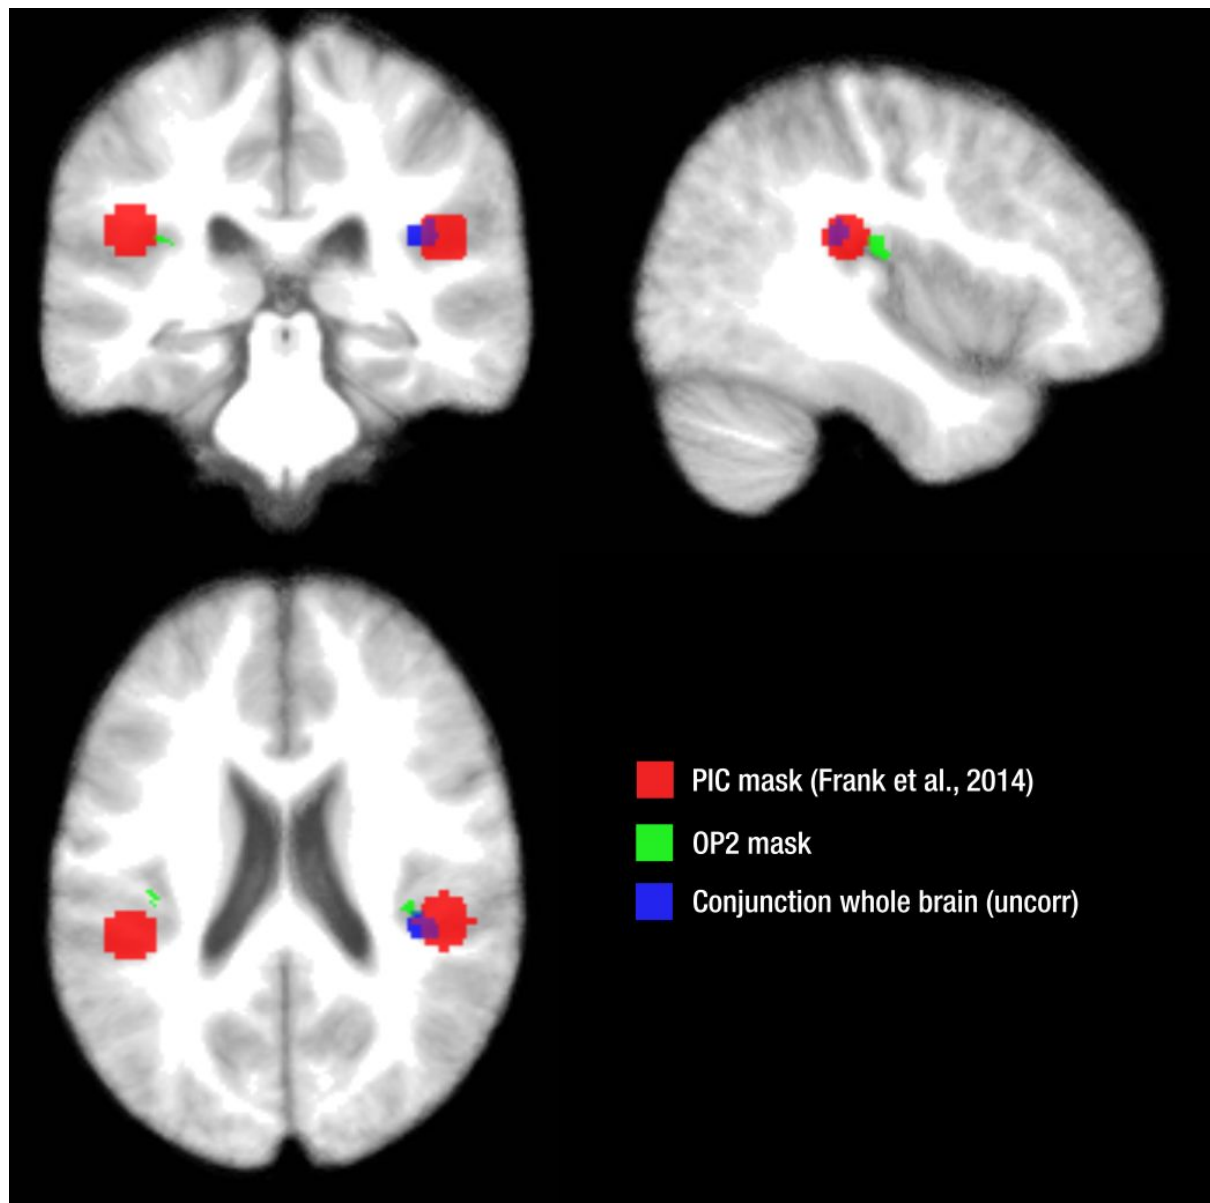 PIC mask (Frank et al., 2014)
OP2 mask
Conjunction whole brain (uncorr)